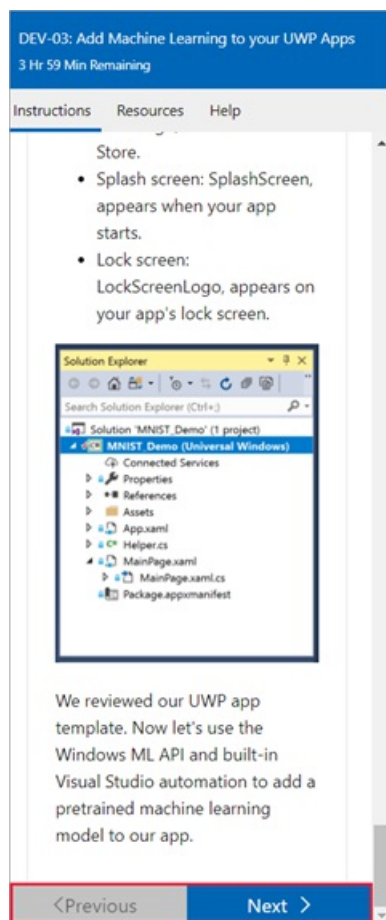 DEV-03: Add Machine Learning to your UWP Apps
3 Hr 59 Min Remaining
Instructions Resources Help
Store.
• Splash screen: SplashScreen,
appears when your app
starts.
• Lock screen:
LockScreenLogo, appears on
your app's lock screen.
Solution Explorer
Search Solution Explorer (Ctrl+;)
Solution 'MNIST_Demo' (1 project)
MNIST_Demo (Universal Windows)
Connected Services
Properties
References
Assets
App.xaml
C# Helper.cs
MainPage.xaml
MainPage.xaml.cs
Package.appxmanifest
We reviewed our UWP app
template. Now let's use the
Windows ML API and built-in
Visual Studio automation to add a
pretrained machine learning
model to our app.
<Previous Next >